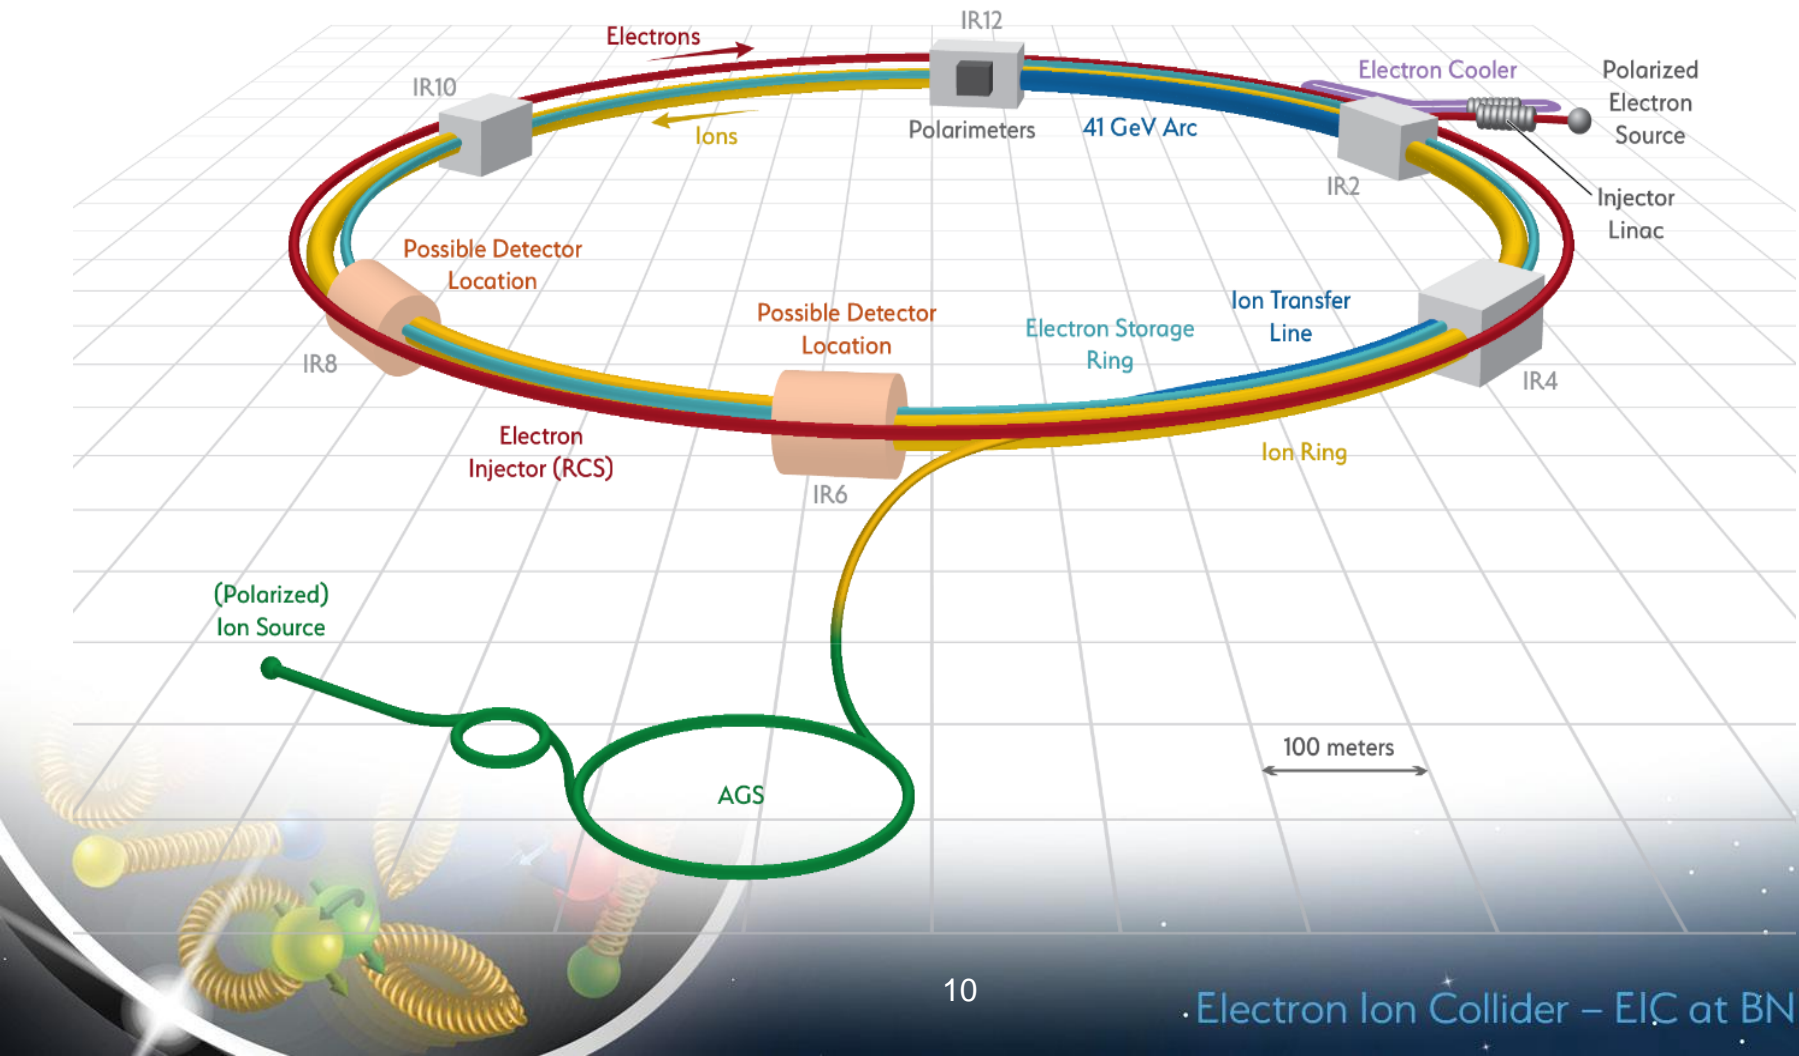 IR12
Electrons
IR10
Electron Cooler
Polarized
Electron
Source
Ions
Polarimeters
41 GeV Arc
IR2
Injector
Linac
Possible Detector
Location
Possible Detector
Location
Ion Transfer
Line
Electron Storage
Ring
IR8
IR4
Electron
Injector (RCS)
Ion Ring
IR6
(Polarized)
Ion Source
100 meters
AGS
10
Electron Ion Collider – EIC at BN